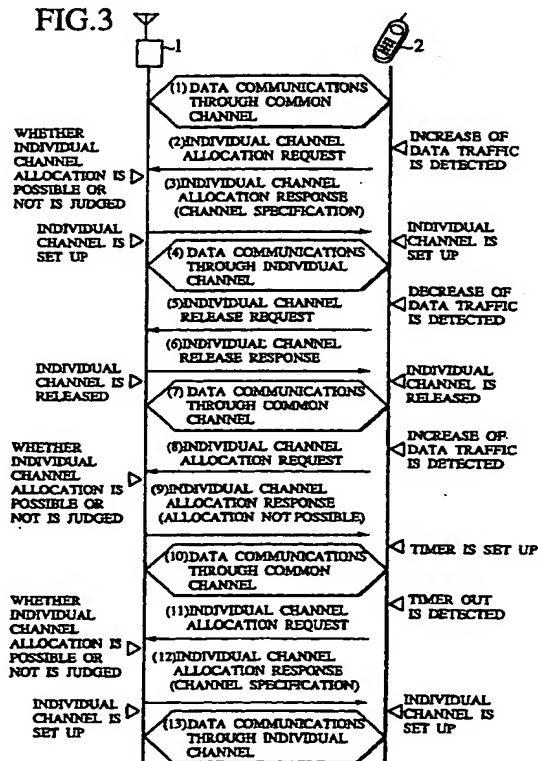 FIG.3
1
2
(1) DATA COMMUNICATIONS
THROUGH COMMON
CHANNEL
WHETHER
INDIVIDUAL
CHANNEL
ALLOCATION IS
POSSIBLE OR
NOT IS JUDGED
(2)INDIVIDUAL CHANNEL
ALLOCATION REQUEST
INCREASE OF
DATA TRAFFIC
IS DETECTED
(3)INDIVIDUAL CHANNEL
ALLOCATION RESPONSE
(CHANNEL SPECIFICATION)
INDIVIDUAL
CHANNEL IS
SET UP
INDIVIDUAL
CHANNEL IS
SET UP
(4) DATA COMMUNICATIONS
THROUGH INDIVIDUAL
CHANNEL
(5)INDIVIDUAL CHANNEL
RELEASE REQUEST
DECREASE OF
DATA TRAFFIC
IS DETECTED
(6)INDIVIDUAL CHANNEL
RELEASE RESPONSE
INDIVIDUAL
CHANNEL IS
RELEASED
INDIVIDUAL
CHANNEL IS
RELEASED
(7) DATA COMMUNICATIONS
THROUGH COMMON
CHANNEL
WHETHER
INDIVIDUAL
CHANNEL
ALLOCATION IS
POSSIBLE OR
NOT IS JUDGED
(8)INDIVIDUAL CHANNEL
ALLOCATION REQUEST
INCREASE OF
DATA TRAFFIC
IS DETECTED
(9)INDIVIDUAL CHANNEL
ALLOCATION RESPONSE
(ALLOCATION NOT POSSIBLE)
TIMER IS SET UP
(10) DATA COMMUNICATIONS
THROUGH COMMON
CHANNEL
WHETHER
INDIVIDUAL
CHANNEL
ALLOCATION IS
POSSIBLE OR
NOT IS JUDGED
(11)INDIVIDUAL CHANNEL
ALLOCATION REQUEST
TIMER OUT
IS DETECTED
(12)INDIVIDUAL CHANNEL
ALLOCATION RESPONSE
(CHANNEL SPECIFICATION)
INDIVIDUAL
CHANNEL IS
SET UP
INDIVIDUAL
CHANNEL IS
SET UP
(13) DATA COMMUNICATIONS
THROUGH INDIVIDUAL
CHANNEL